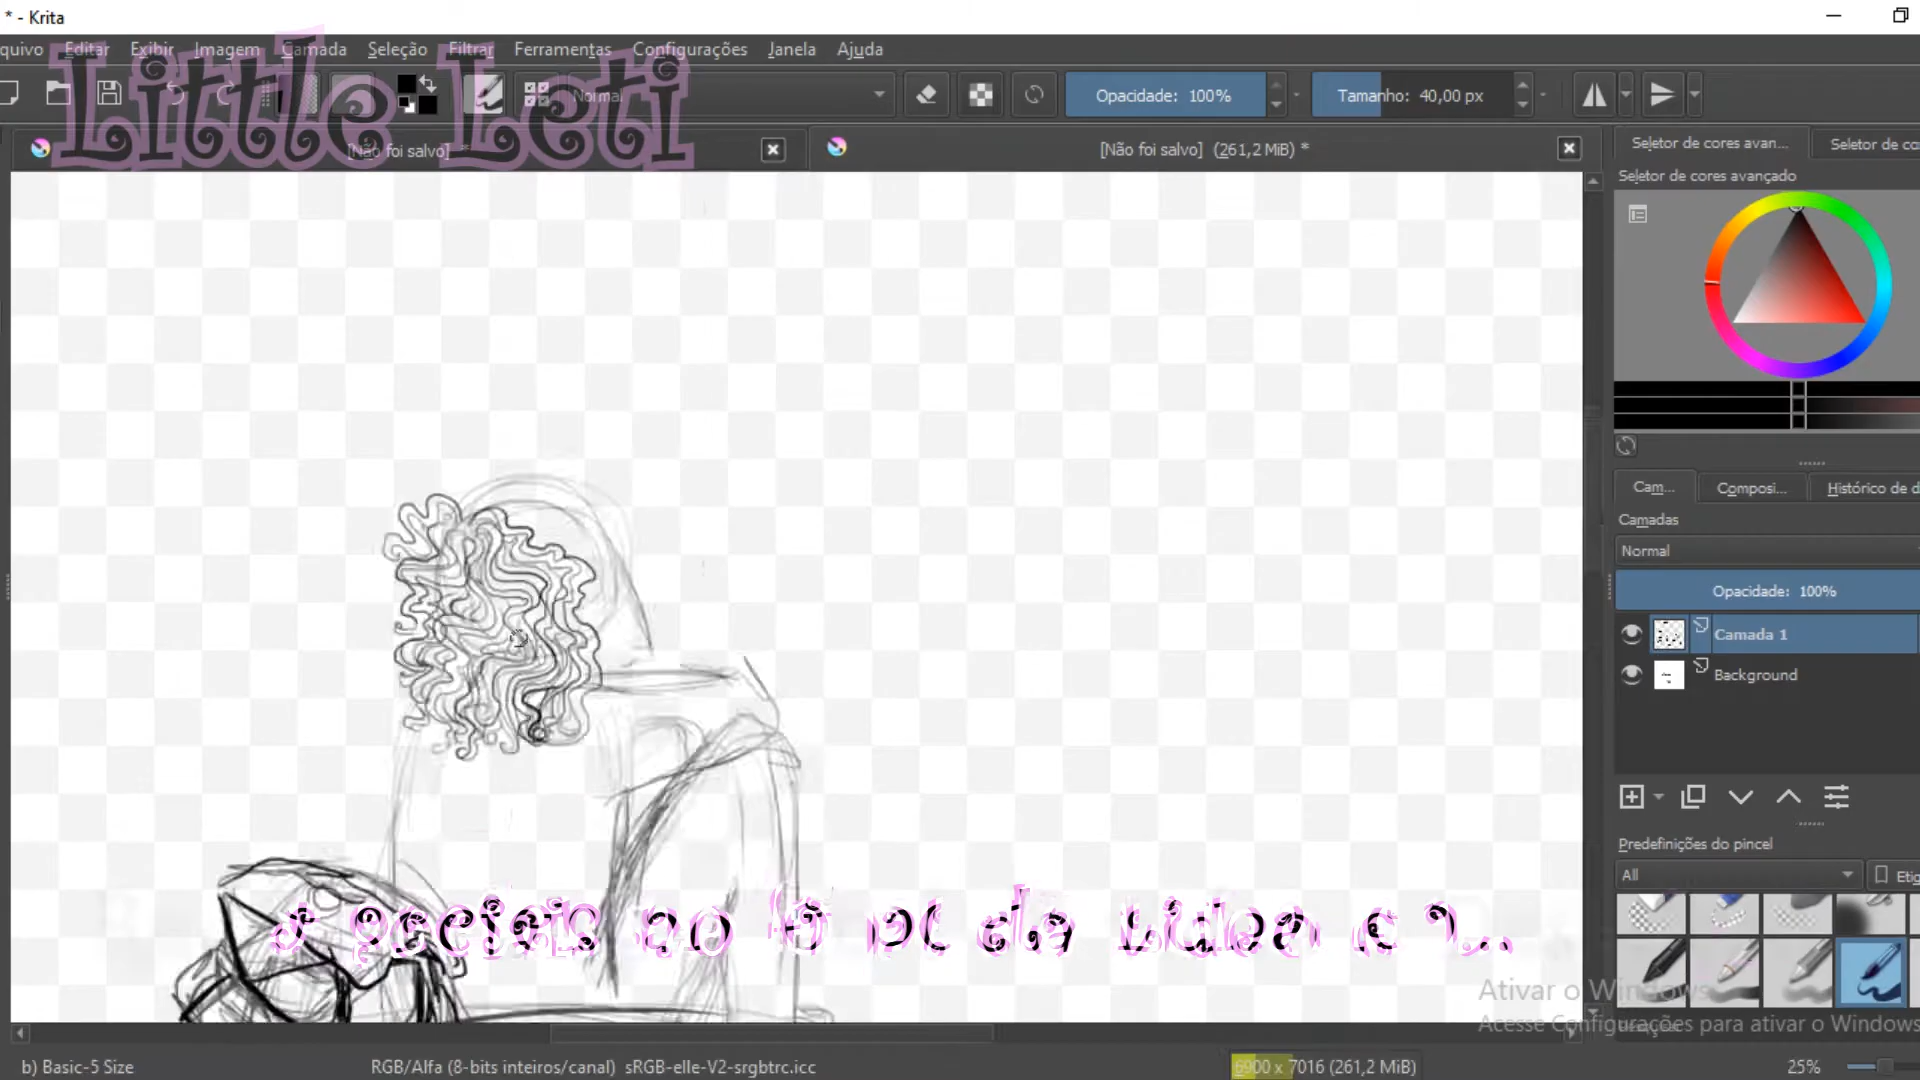 * - Krita
quivo Editar Exibir Imagem Camada Seleção Filtrar Ferramentas Configurações Janela Ajuda
Little Leti
Normal
Opacidade: 100%
Tamanho: 40,00 px
[Não foi salvo]
[Não foi salvo] (261,2 MiB) *
Seletor de cores avan...
Seletor de co
Seletor de cores avançado
Cam...
Composi...
Histórico de d
Camadas
Normal
Opacidade: 100%
Camada 1
Background
Predefinições do pincel
All
Etiq
Ativar o Windows
Acesse Configurações para ativar o Windows
b) Basic-5 Size
RGB/Alfa (8-bits inteiros/canal) sRGB-elle-V2-srgbtrc.icc
6900 x 7016 (261,2 MiB)
25%